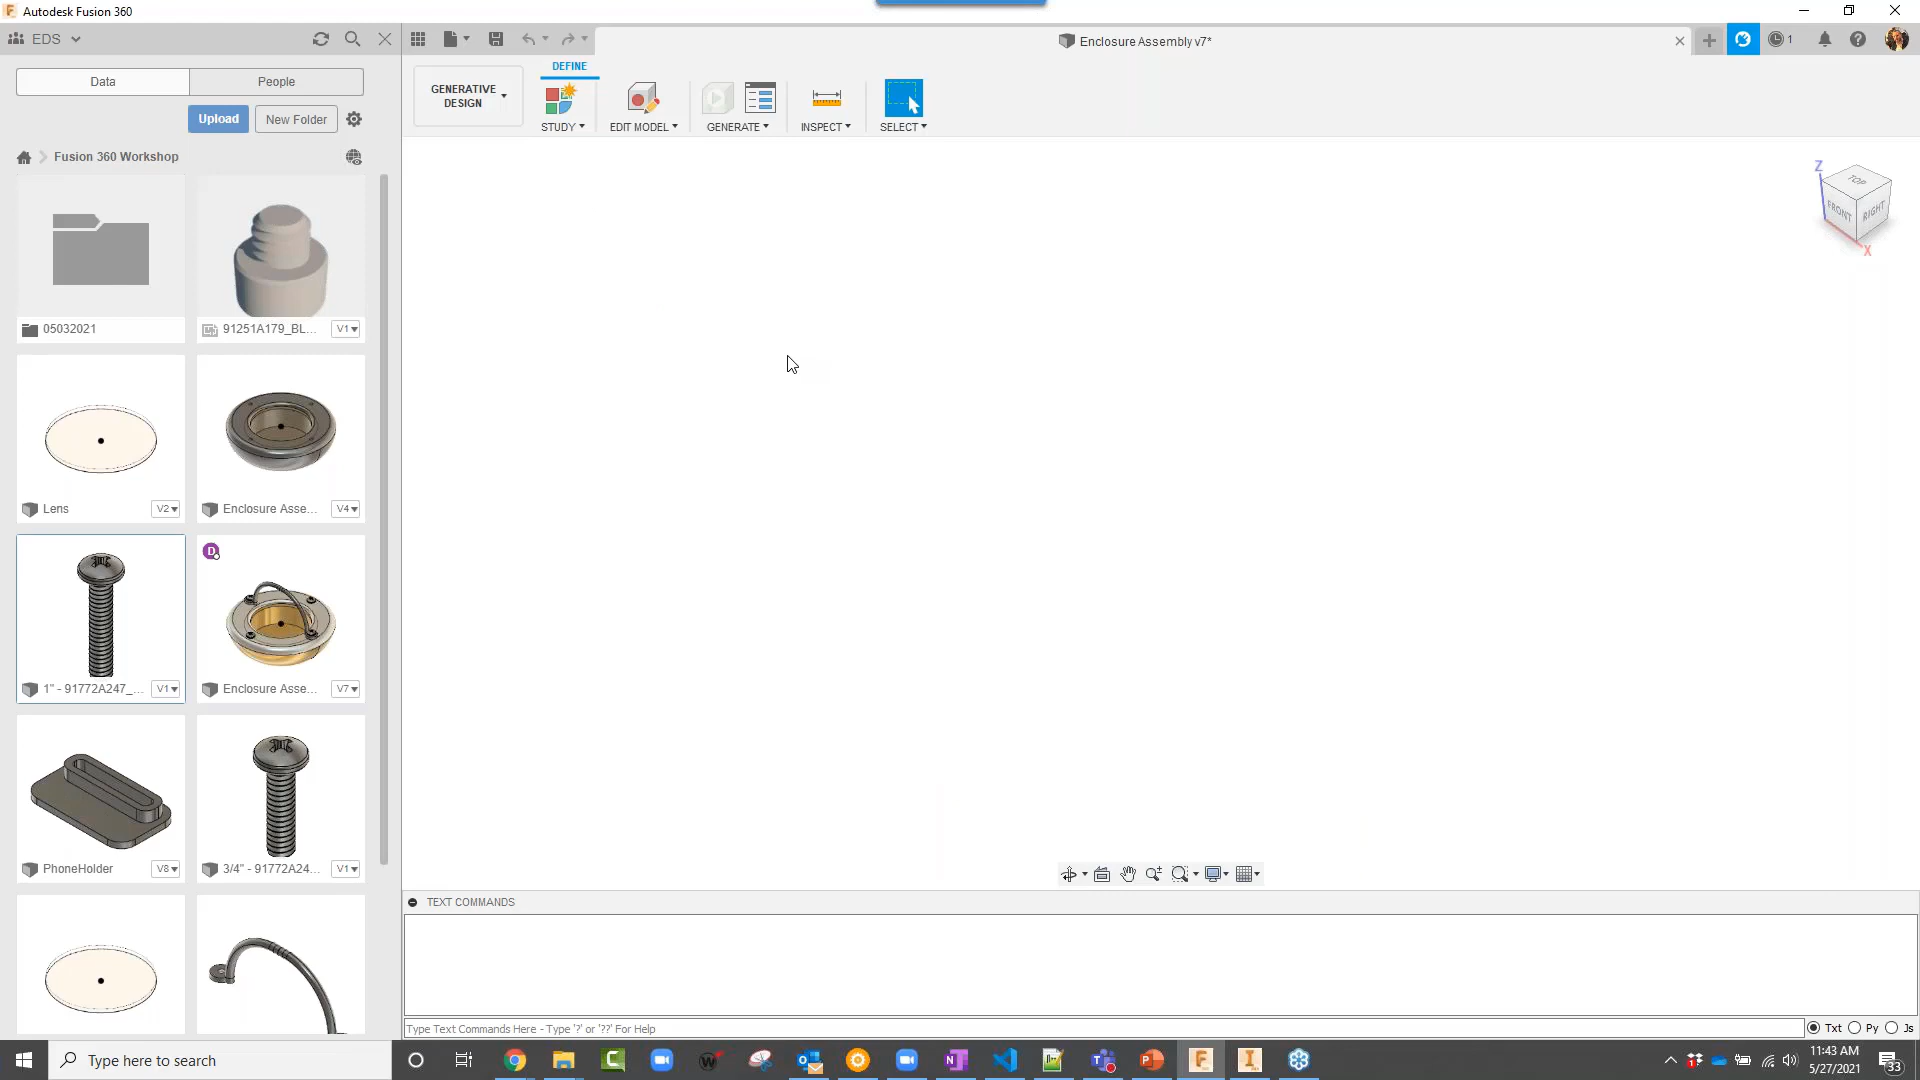 Autodesk Fusion 360
EDS
Enclosure Assembly v7*
1
Data
People
DEFINE
GENERATIVE
DESIGN
STUDY
EDIT MODEL
GENERATE
INSPECT
SELECT
Upload
New Folder
Fusion 360 Workshop
Z
TOP
FRONT
RIGHT
X
05032021
91251A179_BL...
V1
Lens
V2
Enclosure Asse...
V4
D
1" - 91772A247_...
V1
Enclosure Asse...
V7
PhoneHolder
V8
3/4" - 91772A24...
V1
TEXT COMMANDS
Type Text Commands Here - Type '?' or '??' For Help
Txt
Py
Js
Type here to search
11:43 AM
5/27/2021
33